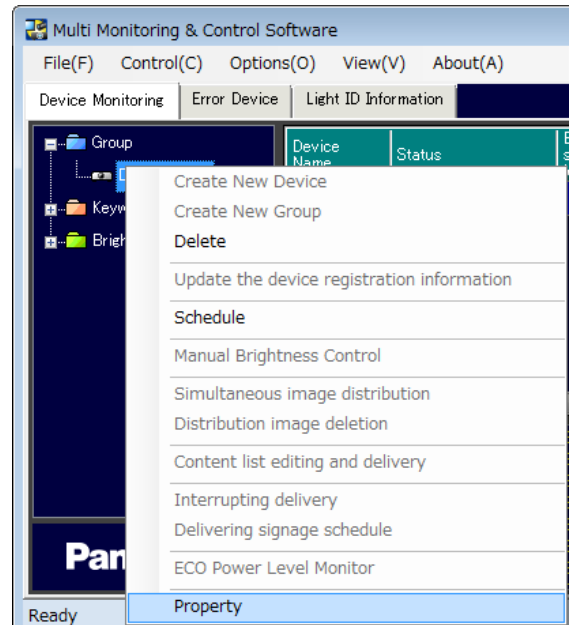 Multi Monitoring & Control Software
File(F) Control(C) Options(O) View(V) About(A)
Device Monitoring Error Device Light ID Information
Group
Device
Name
Status
Create New Device
Create New Group
Delete
Update the device registration information
Schedule
Manual Brightness Control
Simultaneous image distribution
Distribution image deletion
Content list editing and delivery
Interrupting delivery
Delivering signage schedule
ECO Power Level Monitor
Property
Keyw
Brigh
Pan
Ready